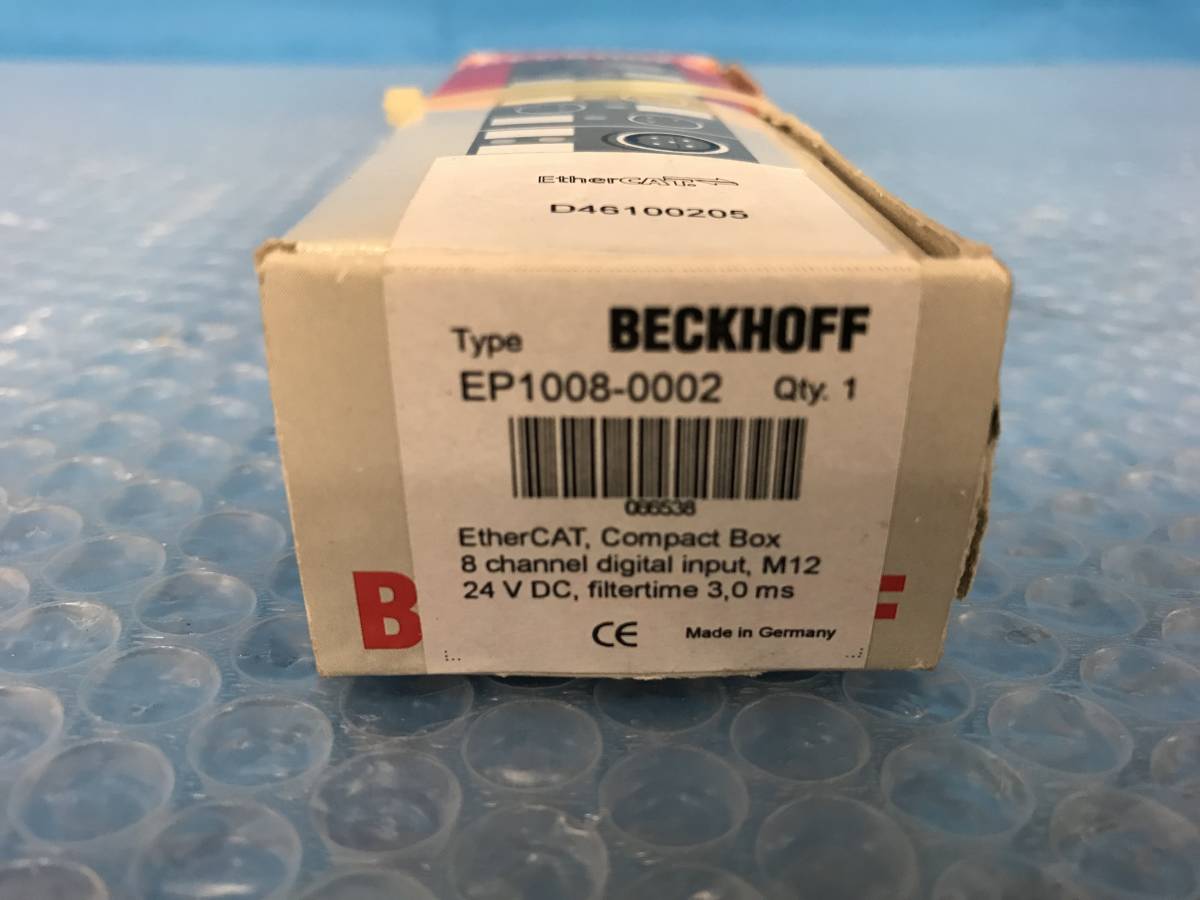 EtherCAT
D46100205
BECKHOFF
Type
EP1008-0002 Qty. 1
066538
EtherCAT, Compact Box
8 channel digital input, M12
24 V DC, filtertime 3,0 ms
CE Made in Germany
B F